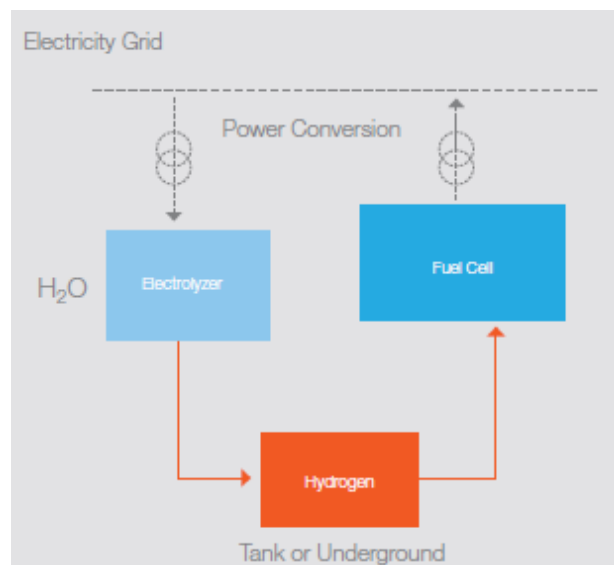 Electricity Grid
Power Conversion
Fuel Cell
H₂O
Electrolyzer
Hydrogen
Tank or Underground